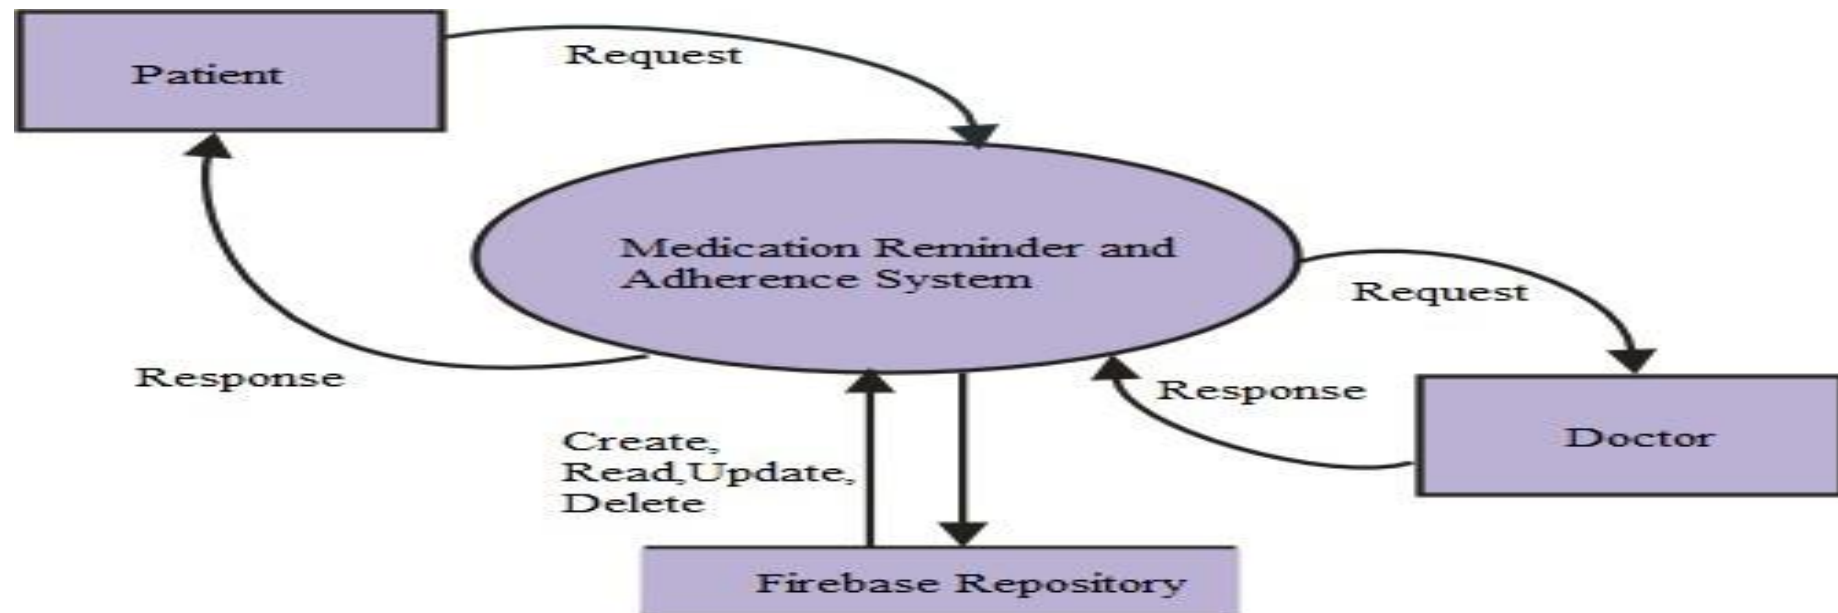 Patient
Request
Medication Reminder and
Adherence System
Request
Response
Response
Doctor
Create,
Read,Update,
Delete
Firebase Repository